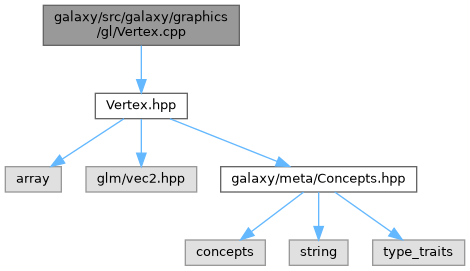 galaxy/src/galaxy/graphics
/gl/Vertex.cpp
Vertex.hpp
array
glm/vec2.hpp
galaxy/meta/Concepts.hpp
concepts
string
type_traits